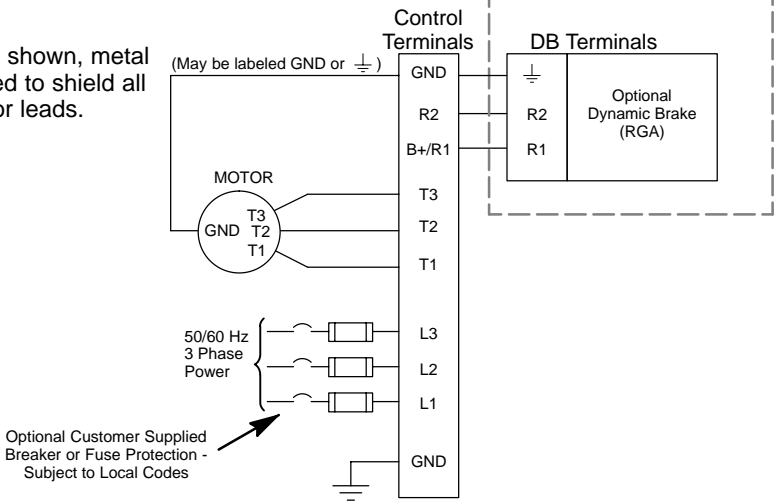 shown, metal
to shield all
leads.
(May be labeled GND or ⏚)
Control
Terminals
DB Terminals
GND
R2
B+/R1
T3
T2
T1
L3
L2
L1
GND
⏚
R2
R1
Optional
Dynamic Brake
(RGA)
MOTOR
GND
T3
T2
T1
50/60 Hz
3 Phase
Power
Optional Customer Supplied
Breaker or Fuse Protection -
Subject to Local Codes